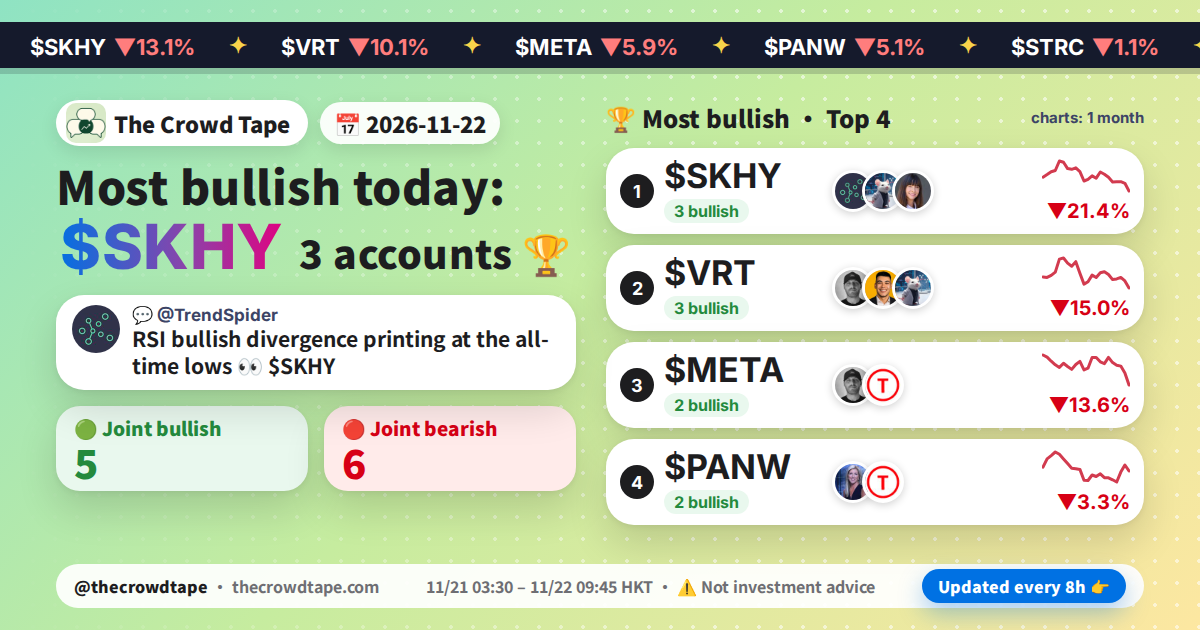 $SKHY ▼13.1% ✦ $VRT ▼10.1% ✦ $META ▼5.9% ✦ $PANW ▼5.1% ✦ $STRC ▼1.1%
The Crowd Tape
📅 2026-11-22
Most bullish today:
$SKHY 3 accounts 🏆
💬 @TrendSpider
RSI bullish divergence printing at the all-
time lows 👀 $SKHY
🟢 Joint bullish
5
🔴 Joint bearish
6
🏆 Most bullish • Top 4
charts: 1 month
1 $SKHY
3 bullish
▼21.4%
2 $VRT
3 bullish
▼15.0%
3 $META
2 bullish
T
▼13.6%
4 $PANW
2 bullish
T
▼3.3%
@thecrowdtape • thecrowdtape.com
11/21 03:30 – 11/22 09:45 HKT • ⚠️ Not investment advice
Updated every 8h 👉